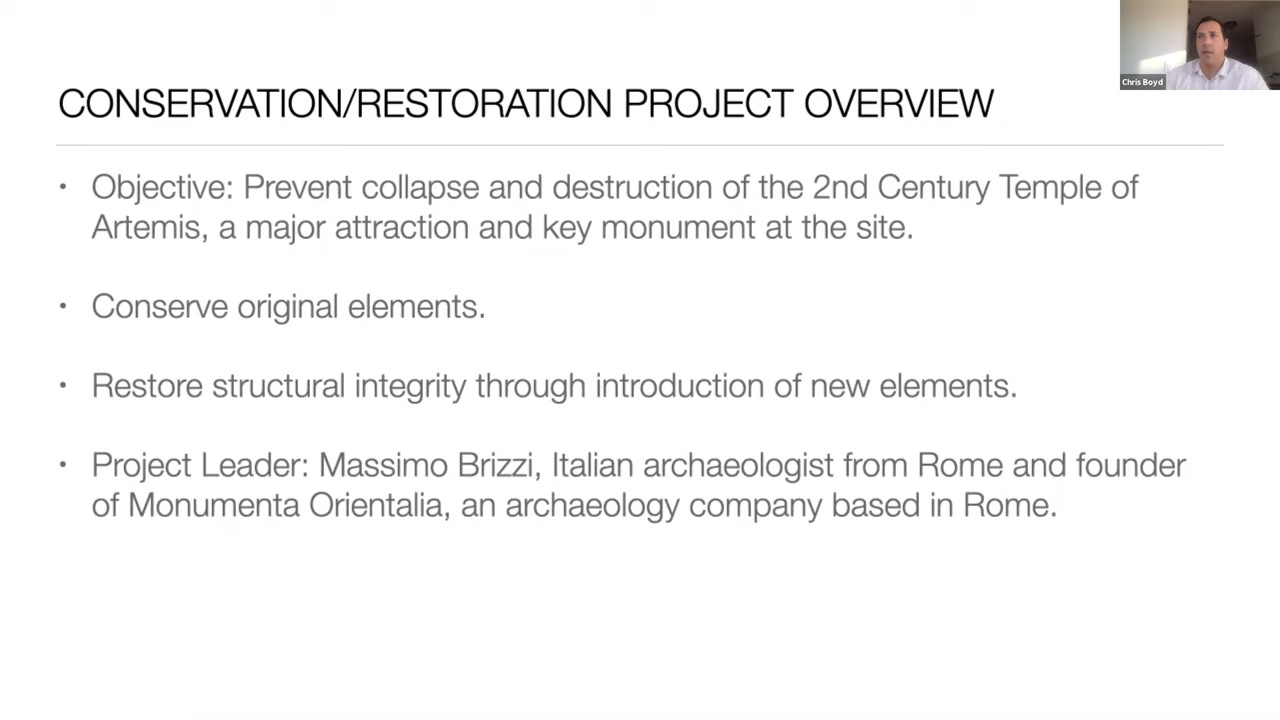 Chris Boyd
CONSERVATION/RESTORATION PROJECT OVERVIEW
• Objective: Prevent collapse and destruction of the 2nd Century Temple of
Artemis, a major attraction and key monument at the site.
• Conserve original elements.
• Restore structural integrity through introduction of new elements.
• Project Leader: Massimo Brizzi, Italian archaeologist from Rome and founder
of Monumenta Orientalia, an archaeology company based in Rome.